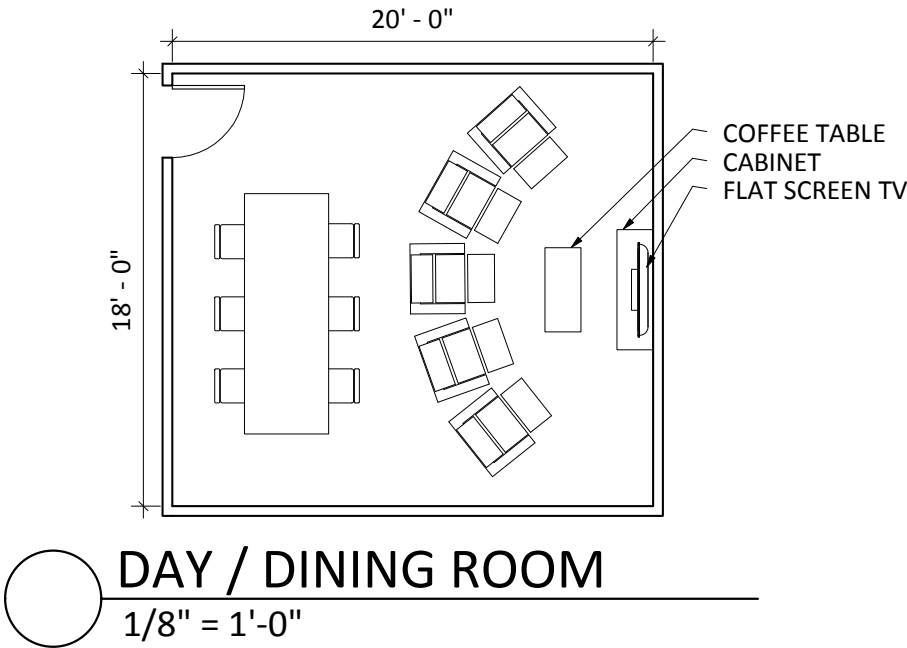 20' - 0"
COFFEE TABLE
CABINET
FLAT SCREEN TV
18' - 0"
DAY / DINING ROOM
1/8" = 1'-0"